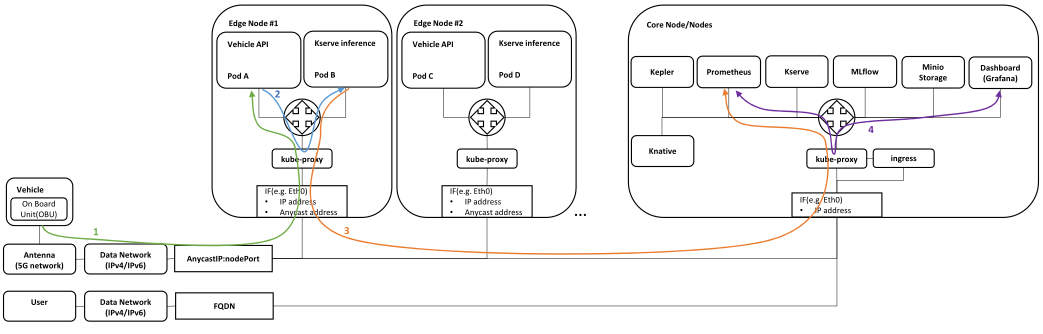 Edge Node #1
Vehicle API
Pod A
Kserve inference
Pod B
2
kube-proxy
IF(e.g. Eth0)
• IP address
• Anycast address
Edge Node #2
Vehicle API
Pod C
Kserve inference
Pod D
kube-proxy
IF(e.g. Eth0)
• IP address
• Anycast address
...
Core Node/Nodes
Kepler
Prometheus
Kserve
MLflow
Minio
Storage
Dashboard
(Grafana)
4
Knative
kube-proxy
ingress
IF(e.g. Eth0)
• IP address
Vehicle
On Board
Unit(OBU)
1
3
Antenna
(5G network)
Data Network
(IPv4/IPv6)
AnycastIP:nodePort
User
Data Network
(IPv4/IPv6)
FQDN